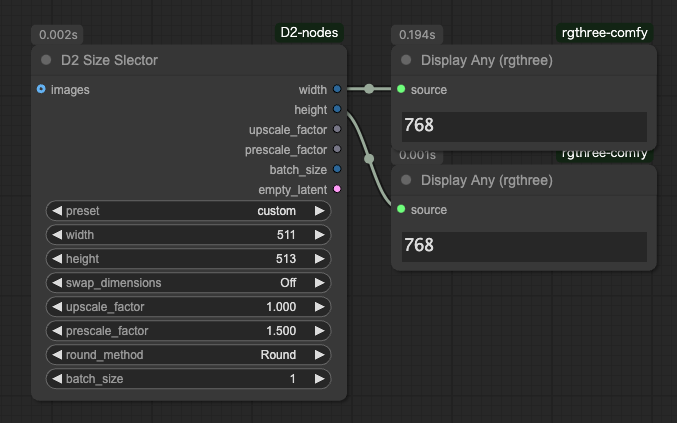 0.002s
D2-nodes
D2 Size Slector
images
width
height
upscale_factor
prescale_factor
batch_size
empty_latent
preset custom
width 511
height 513
swap_dimensions Off
upscale_factor 1.000
prescale_factor 1.500
round_method Round
batch_size 1
0.194s
rgthree-comfy
Display Any (rgthree)
source
768
0.001s
rgthree-comfy
Display Any (rgthree)
source
768